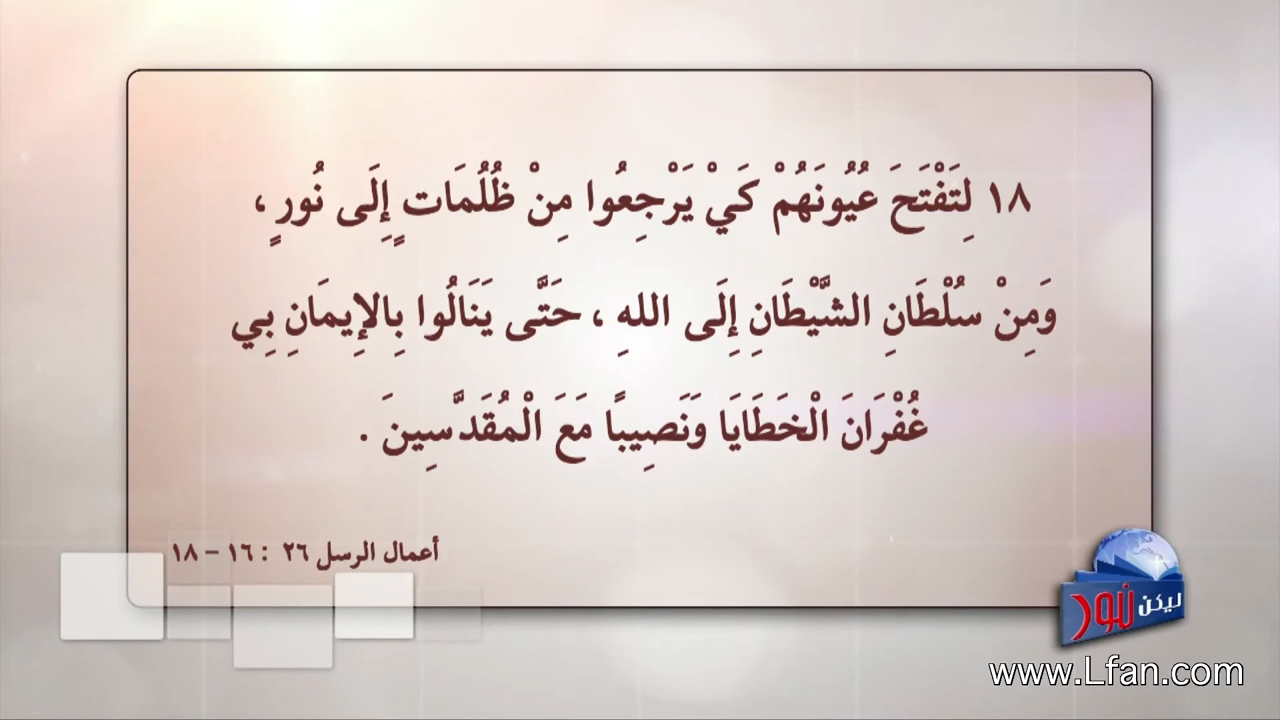 ١٨ لِتَفْتَحَ عُيُونَهُمْ كَيْ يَرْجِعُوا مِنْ ظُلُمَاتٍ إِلَى نُورٍ ،
وَمِنْ سُلْطَانِ الشَّيْطَانِ إِلَى اللهِ ، حَتَّى يَنَالُوا بِالإِيمَانِ بِي
غُفْرَانَ الْخَطَايَا وَنَصِيبًا مَعَ الْمُقَدَّسِينَ .
أعمال الرسل ٢٦ : ١٦ – ١٨
ليكن نور
www.Lfan.com